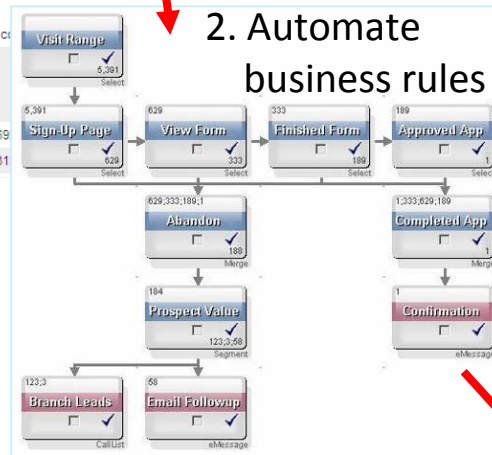 2. Automate
business rules
Visit Range
5,391
Select
5,391
Sign-Up Page
629
Select
629
View Form
333
Select
333
Finished Form
189
Select
189
Approved App
1
Select
629;333;189;1
Abandon
188
Merge
1;333;629;189
Completed App
1
Merge
184
Prospect Value
123;3;58
Segment
1
Confirmation
eMessage
123;3
Branch Leads
CallList
58
Email Followup
eMessage